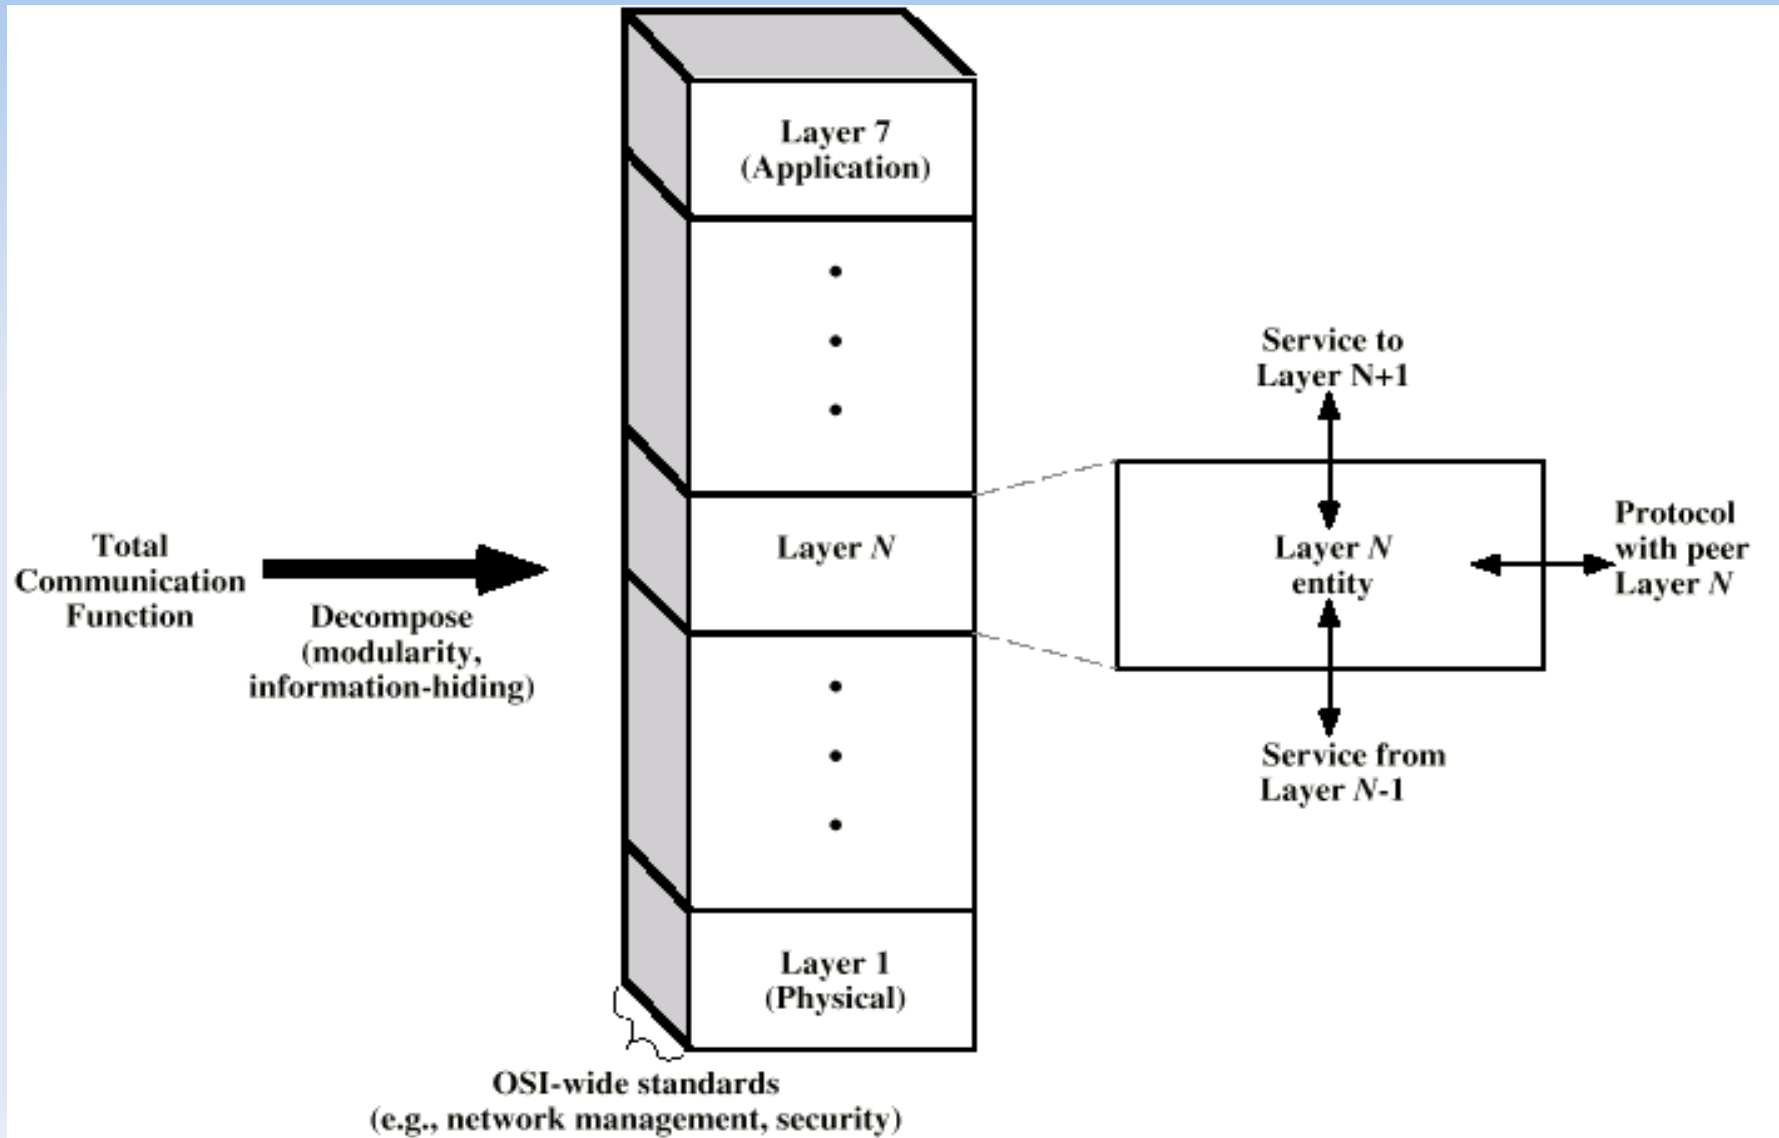 Layer 7
(Application)
Service to
Layer N+1
Total
Communication
Function
Decompose
(modularity,
information-hiding)
Layer N
Layer N
entity
Protocol
with peer
Layer N
Service from
Layer N-1
Layer 1
(Physical)
OSI-wide standards
(e.g., network management, security)